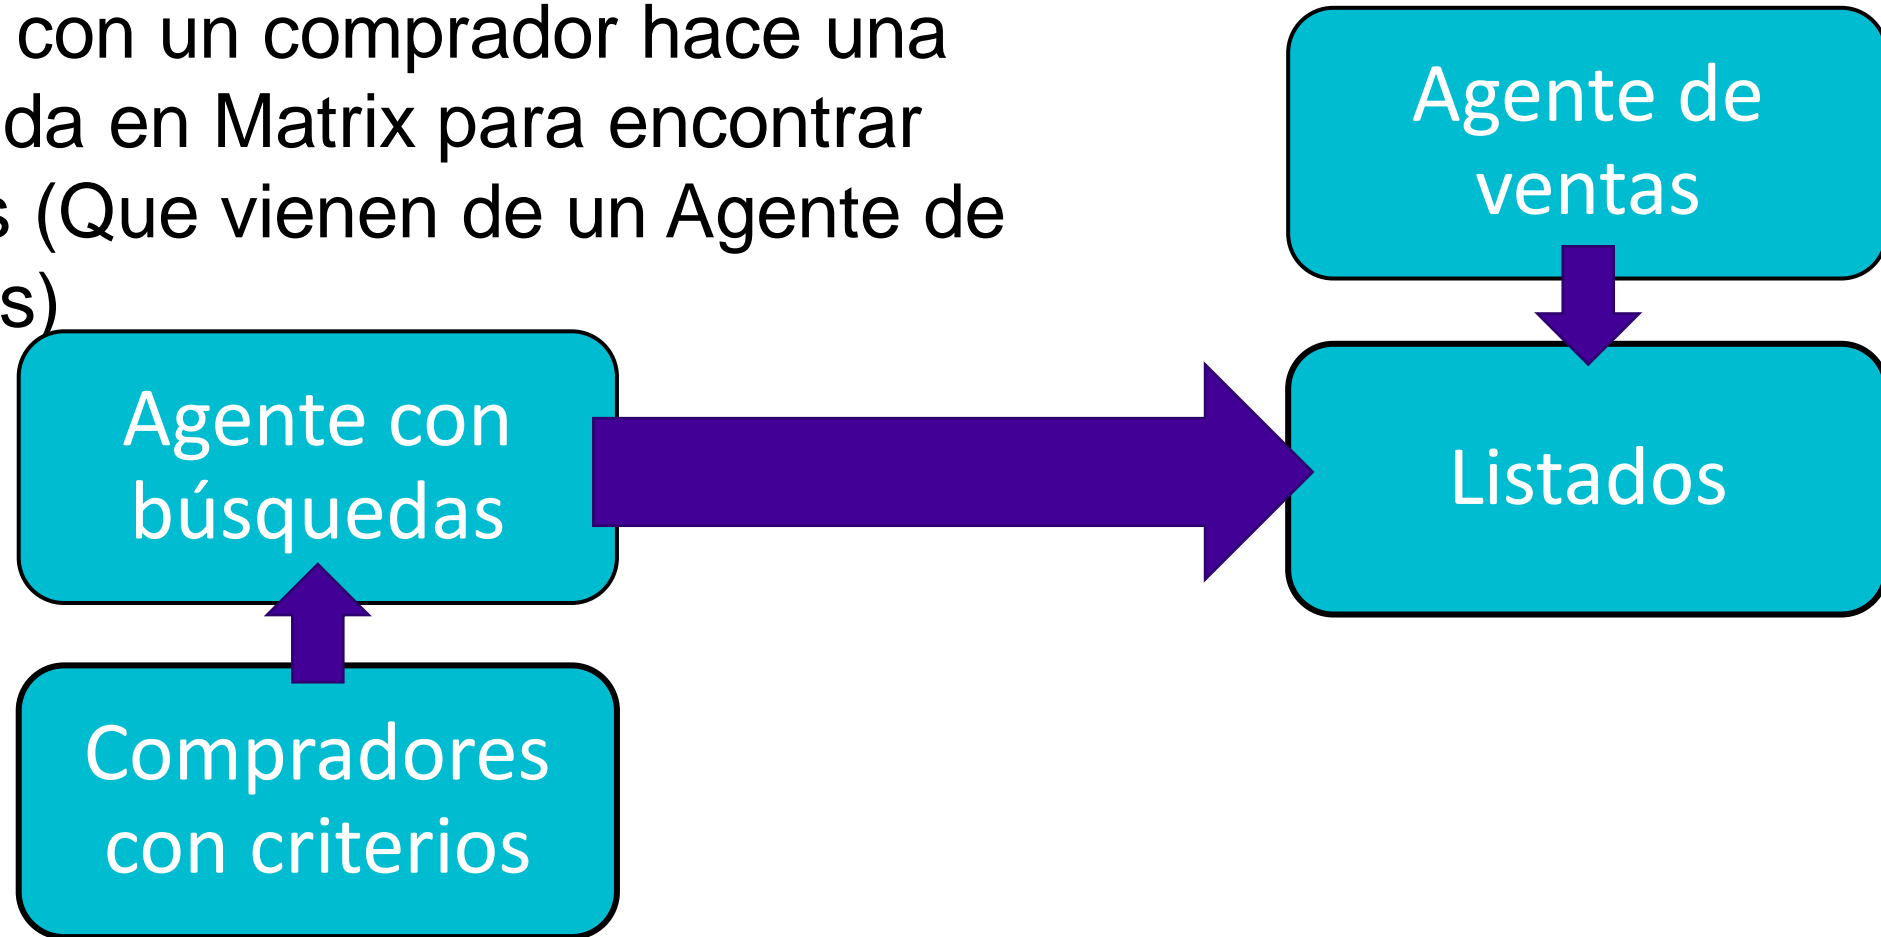 con un comprador hace una
da en Matrix para encontrar
s (Que vienen de un Agente de
s)
Agente de
ventas
Agente con
búsquedas
Listados
Compradores
con criterios